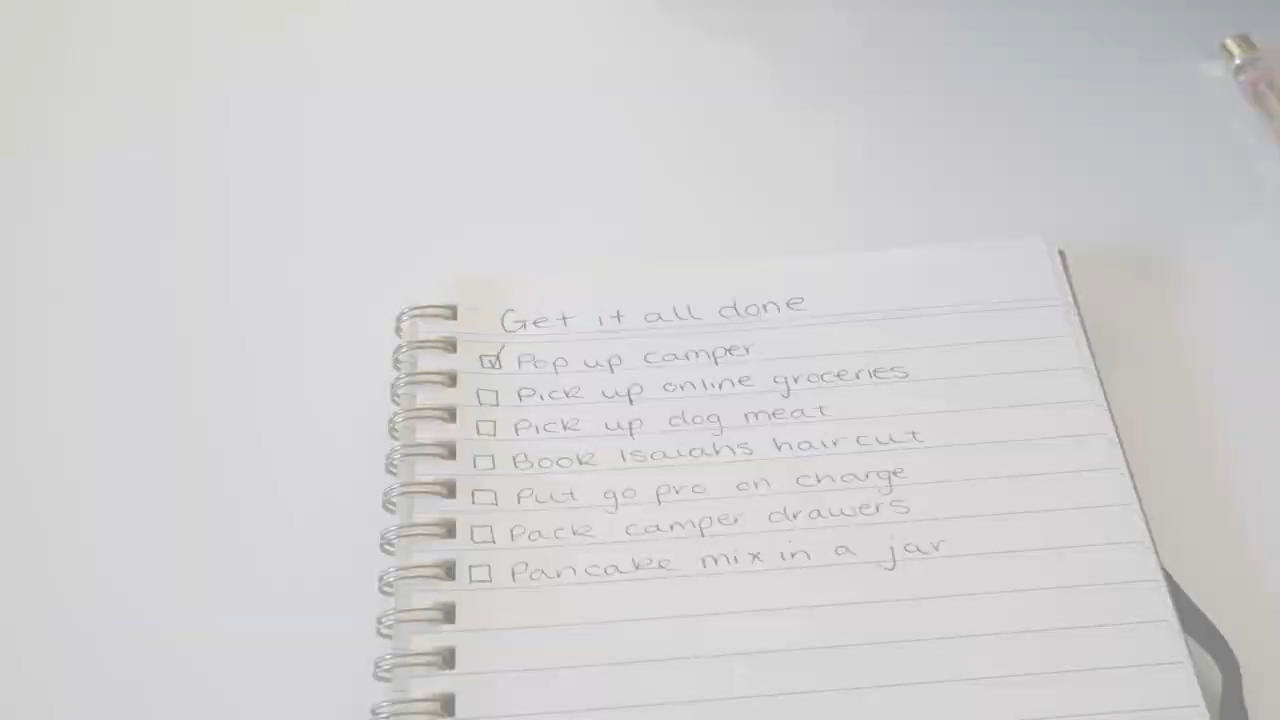 Get it all done
☑ Pop up camper
☐ Pick up online groceries
☐ Pick up dog meat
☐ Book Isaiahs haircut
☐ Put go pro on charge
☐ Pack camper drawers
☐ Pancake mix in a jar